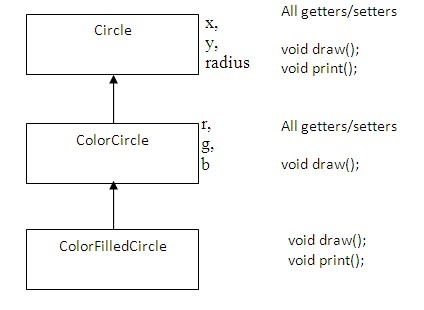 Circle
x,
y,
radius
All getters/setters
void draw();
void print();
ColorCircle
r,
g,
b
All getters/setters
void draw();
ColorFilledCircle
void draw();
void print();